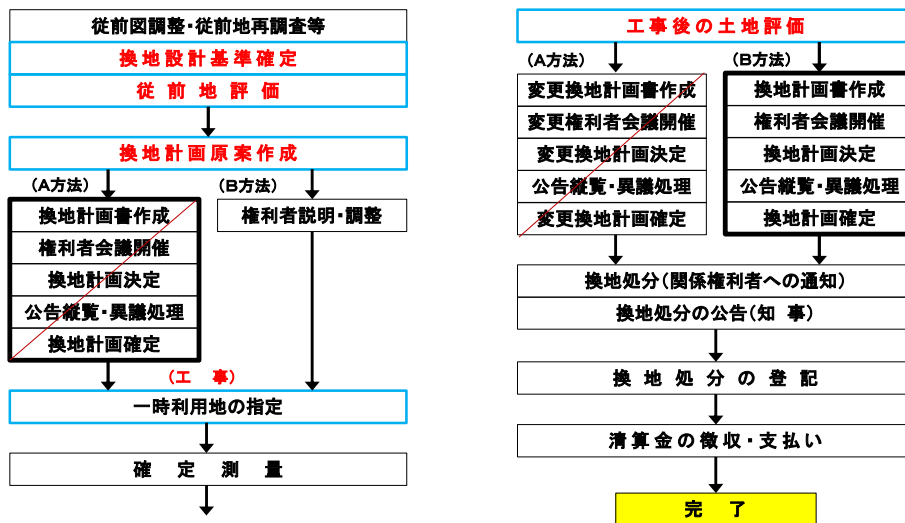 従前図調整・従前地再調査等
換地設計基準確定
従前地評価
換地計画原案作成
(A方法)
(B方法)
換地計画書作成
権利者会議開催
換地計画決定
公告縦覧・異議処理
換地計画確定
権利者説明・調整
(工 事)
一時利用地の指定
確 定 測 量
工事後の土地評価
(A方法)
(B方法)
変更換地計画書作成
変更権利者会議開催
変更換地計画決定
公告縦覧・異議処理
変更換地計画確定
換地計画書作成
権利者会議開催
換地計画決定
公告縦覧・異議処理
換地計画確定
換地処分(関係権利者への通知)
換地処分の公告(知 事)
換 地 処 分 の 登 記
清算金の徴収・支払い
完 了